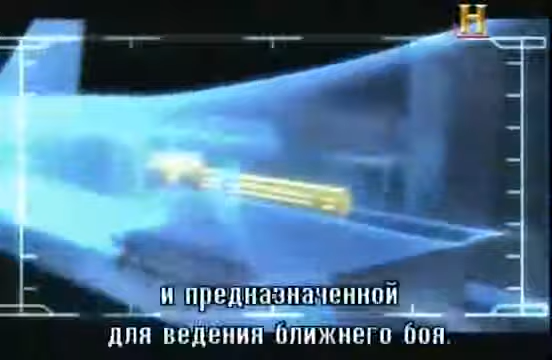 H
и предназначенной
для ведения ближнего боя.